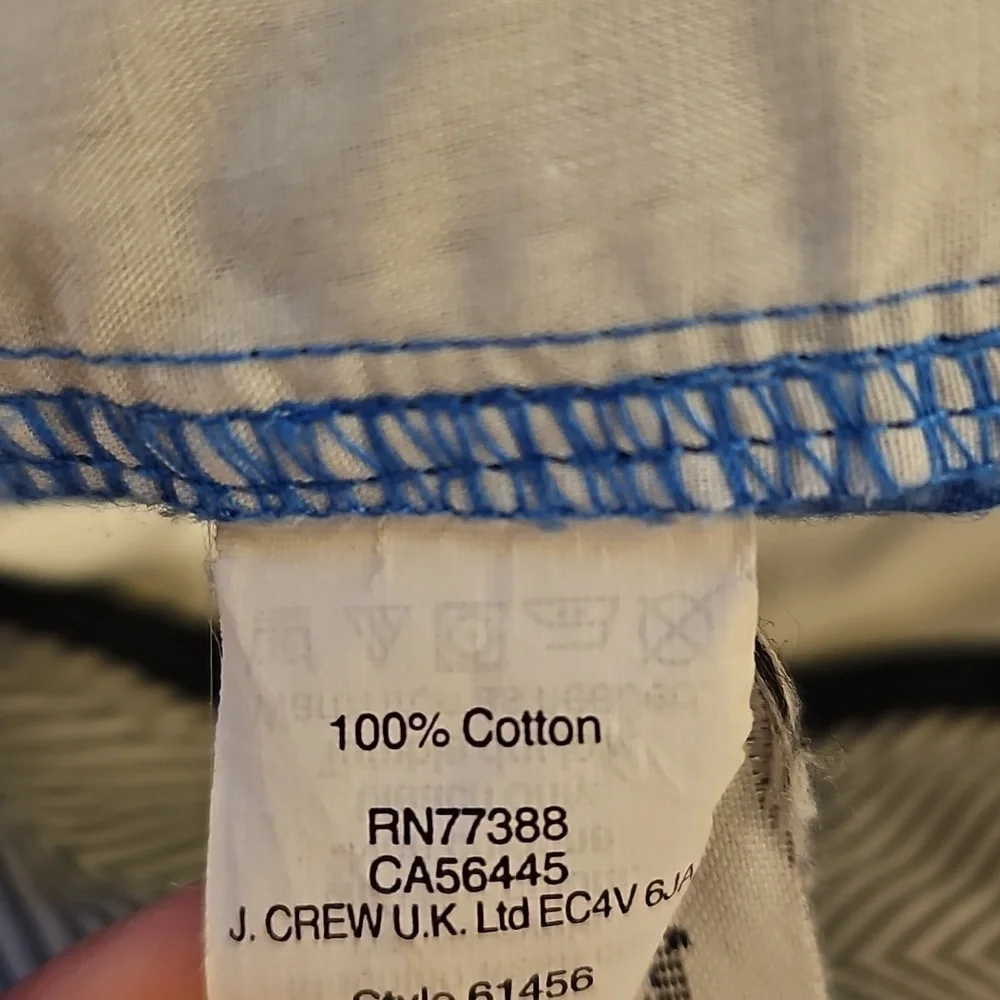 100% Cotton
RN77388
CA56445
J. CREW U.K. Ltd EC4V 6JA
Style 61456